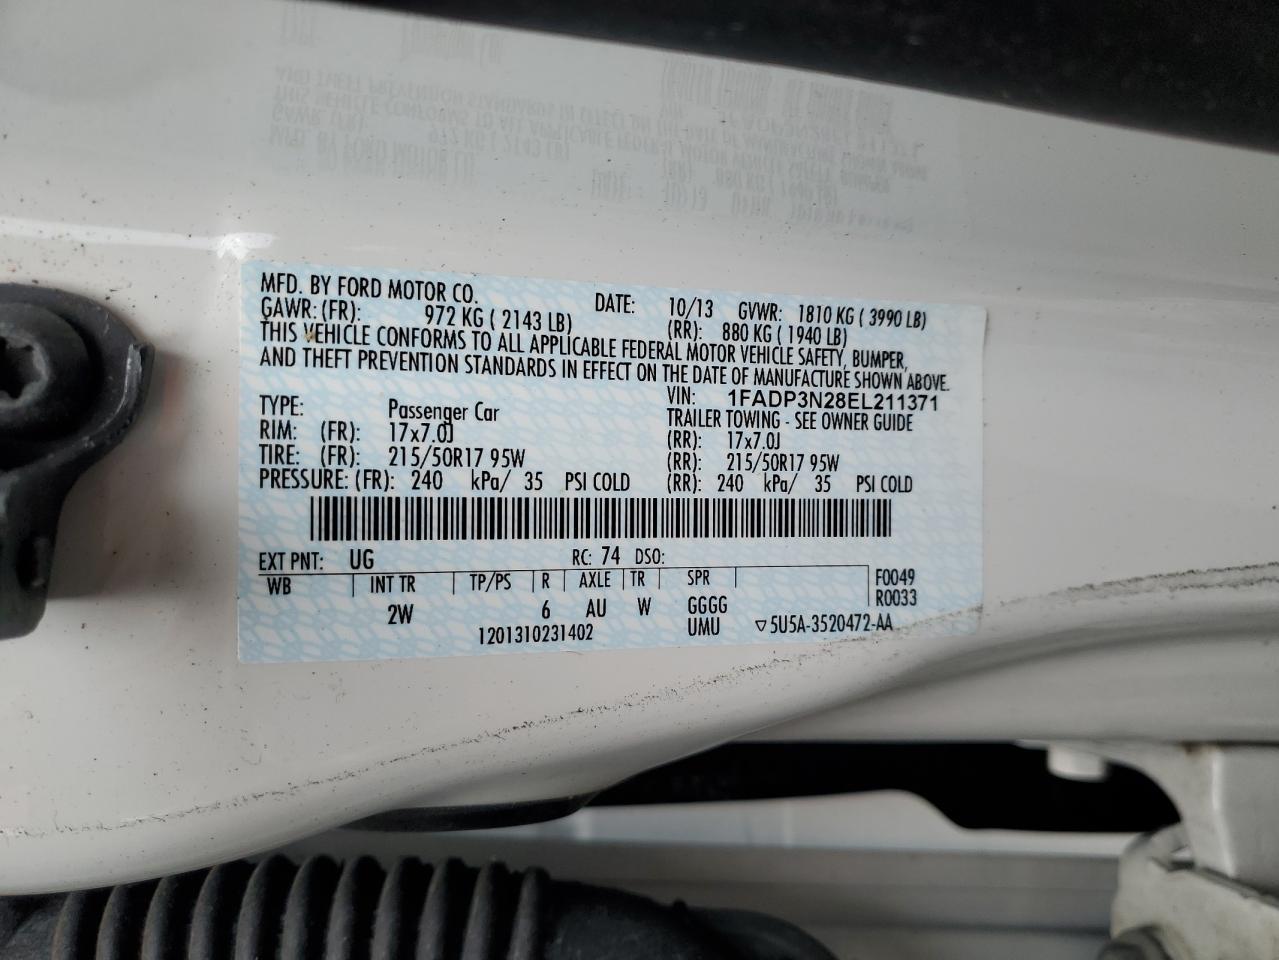 MFD. BY FORD MOTOR CO. DATE: 10/13 GVWR: 1810 KG ( 3990 LB)
GAWR: (FR): 972 KG ( 2143 LB) (RR): 880 KG ( 1940 LB)
THIS VEHICLE CONFORMS TO ALL APPLICABLE FEDERAL MOTOR VEHICLE SAFETY, BUMPER,
AND THEFT PREVENTION STANDARDS IN EFFECT ON THE DATE OF MANUFACTURE SHOWN ABOVE.
VIN: 1FADP3N28EL211371
TYPE: Passenger Car TRAILER TOWING - SEE OWNER GUIDE
RIM: (FR): 17x7.0J (RR): 17x7.0J
TIRE: (FR): 215/50R17 95W (RR): 215/50R17 95W
PRESSURE: (FR): 240 kPa/ 35 PSI COLD (RR): 240 kPa/ 35 PSI COLD
EXT PNT: UG RC: 74 DSO:
WB INT TR TP/PS R AXLE TR SPR F0049
2W 6 AU W GGGG R0033
1201310231402 UMU ▽5U5A-3520472-AA